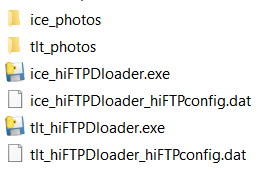 ice_photos
tlt_photos
ice_hiFTPDloader.exe
ice_hiFTPDloader_hiFTPconfig.dat
tlt_hiFTPDloader.exe
tlt_hiFTPDloader_hiFTPconfig.dat